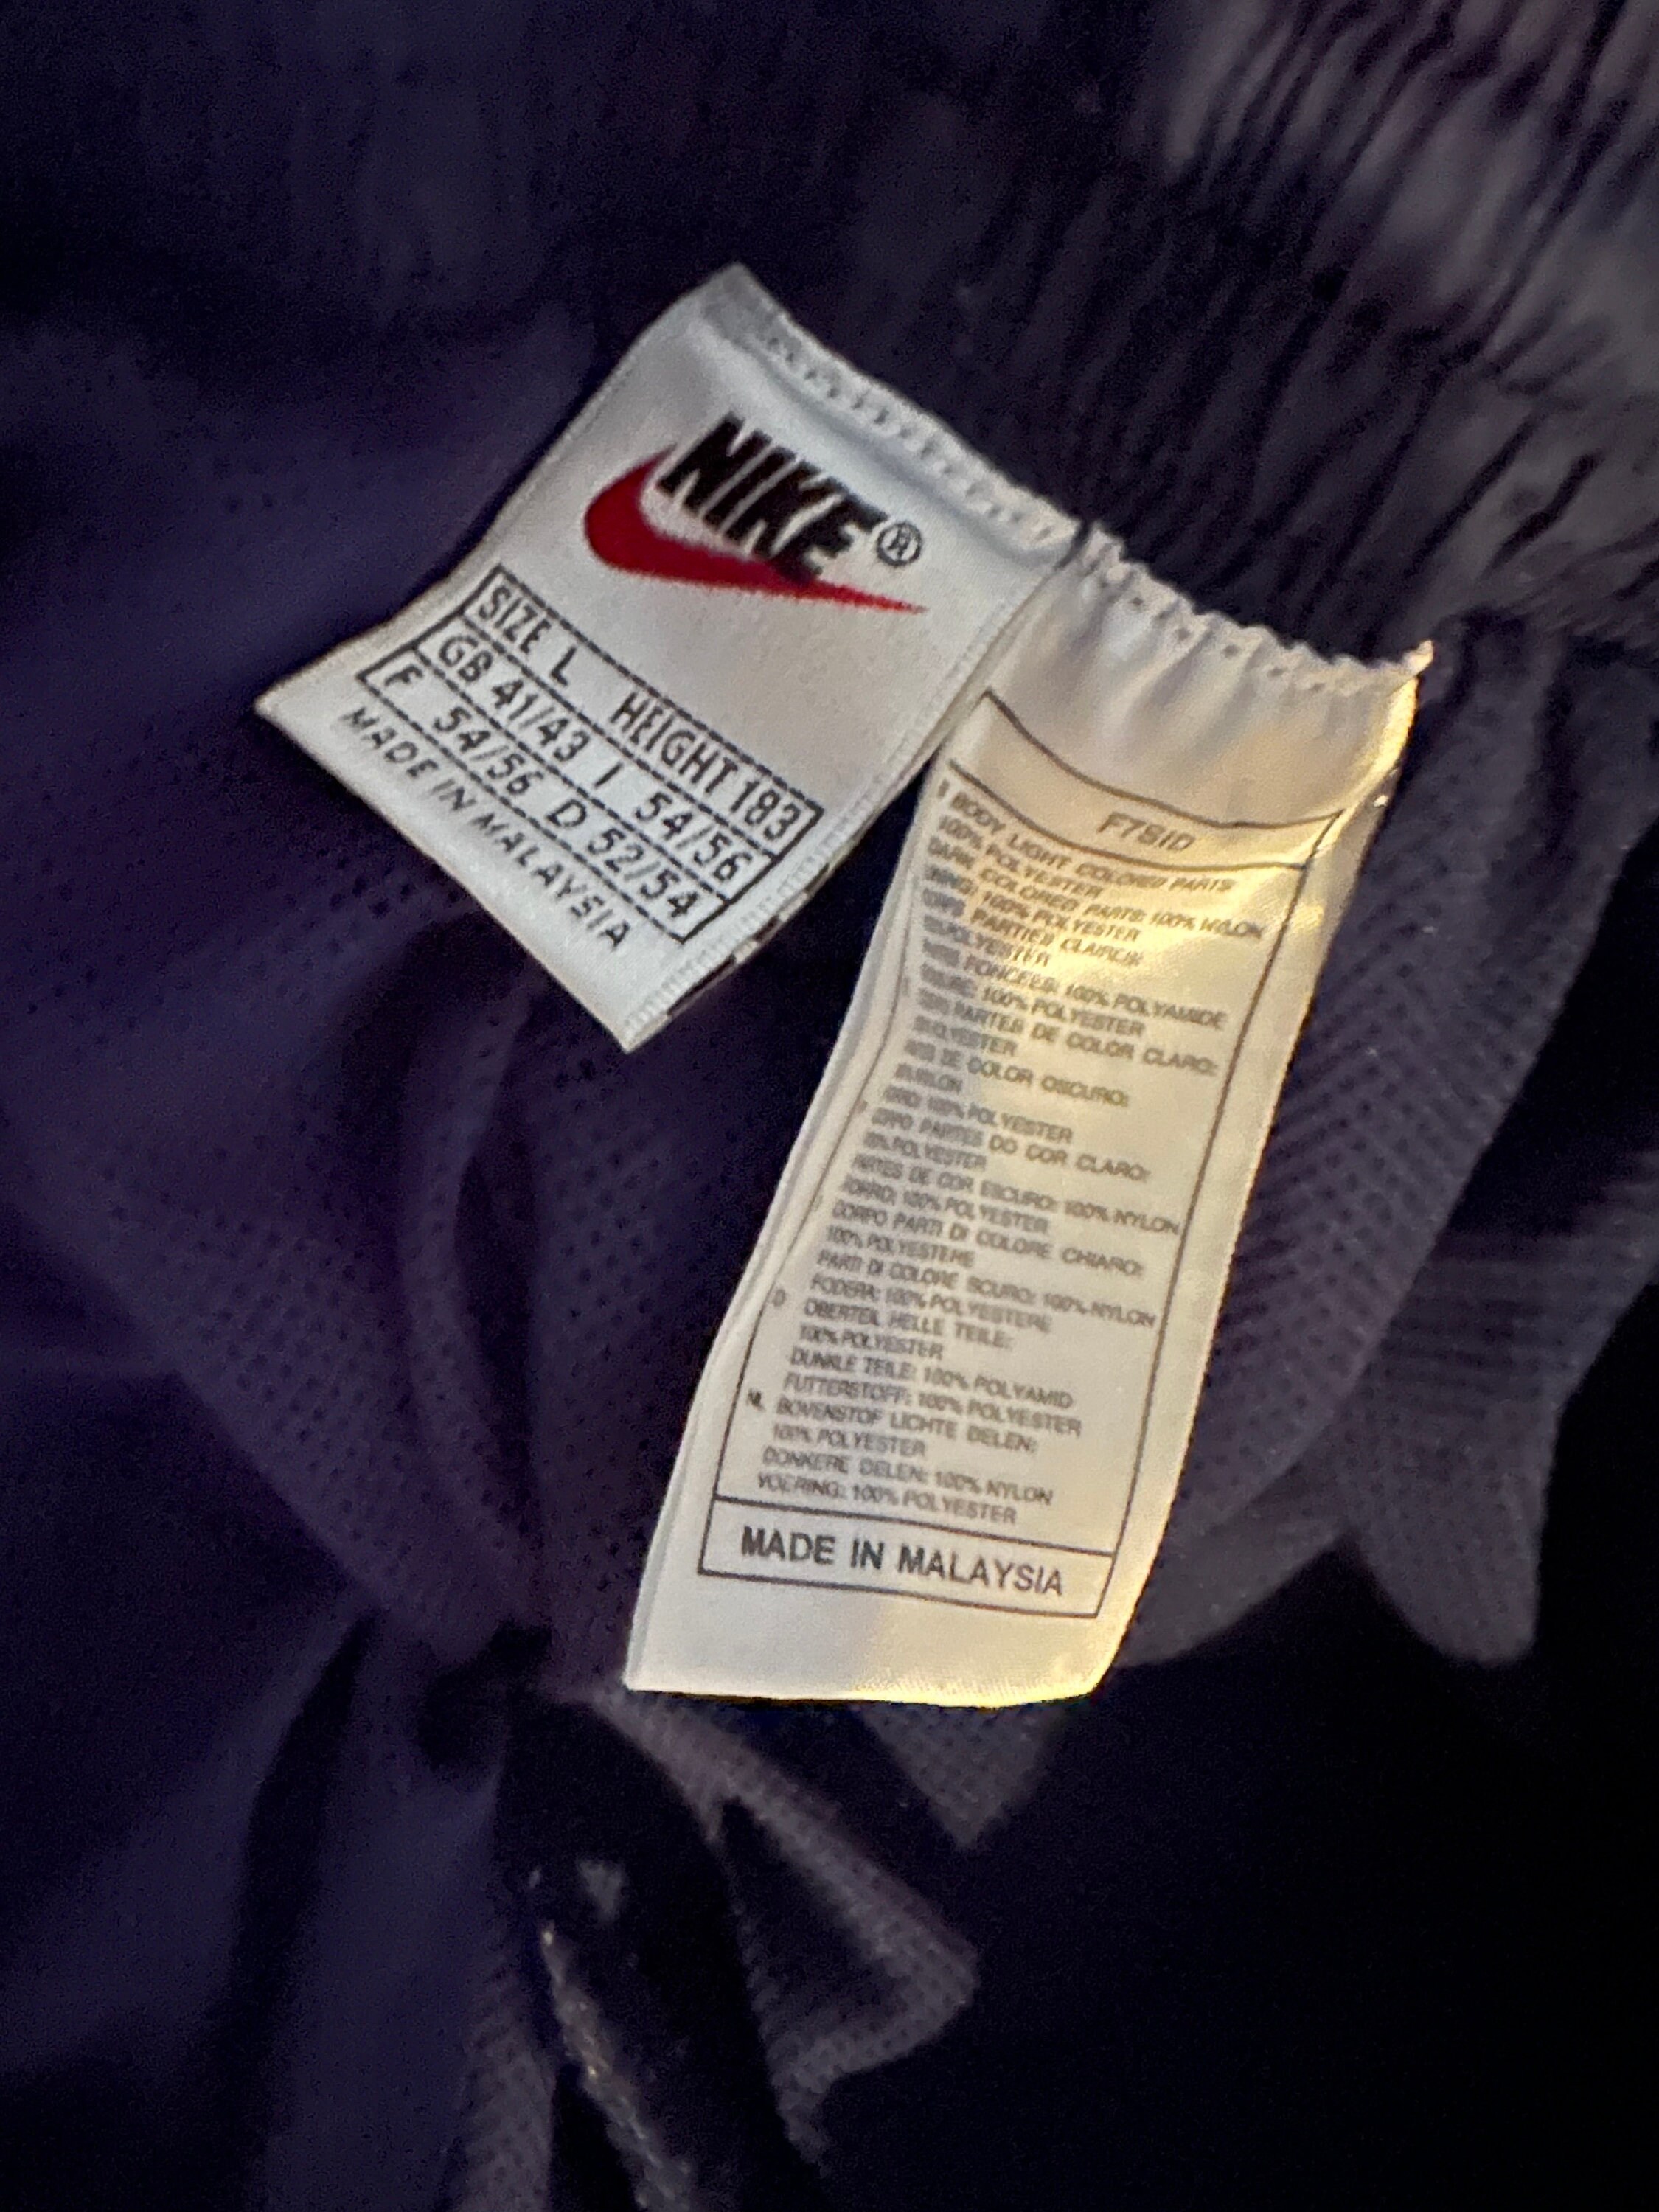 NIKE®
SIZE L HEIGHT 183
GB 41/43 I 54/56
F 54/56 D 52/54
MADE IN MALAYSIA
BODY LIGHT COLORED PARTS:
100% POLYESTER
DARK COLORED PARTS: 100% NYLON
100% POLYESTER
PARTIES CLAIRES:
FONCEES: 100% POLYAMIDE
100% POLYESTER
PARTES DE COLOR CLARO:
DE COLOR OSCURO:
100% POLYESTER
PARTES DO COR CLARO:
DE COR ESCURO: 100% NYLON
FORRO: 100% POLYESTER
CORPO PARTI DI COLORE CHIARO:
100% POLYESTERE
PARTI DI COLORE SCURO: 100% NYLON
FODERA: 100% POLYESTERE
D OBERTEIL HELLE TEILE:
100% POLYESTER
DUNKLE TEILE: 100% POLYAMID
FUTTERSTOFF: 100% POLYESTER
NL BOVENSTOF LICHTE DELEN:
100% POLYESTER
DONKERE DELEN: 100% NYLON
VOERING: 100% POLYESTER
MADE IN MALAYSIA